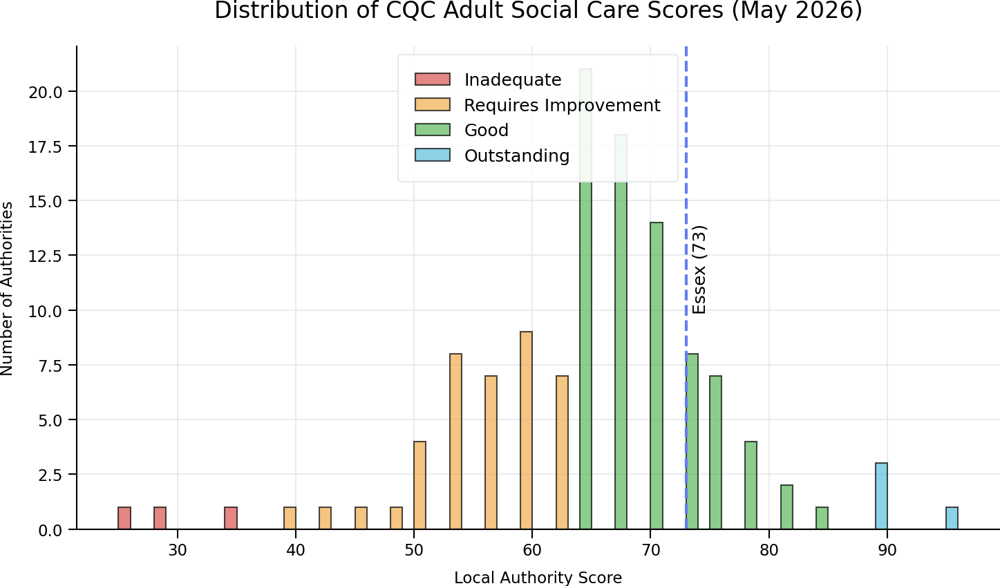 Distribution of CQC Adult Social Care Scores (May 2026)
Inadequate
Requires Improvement
Good
Outstanding
Essex (73)
Number of Authorities
20.0
17.5
15.0
12.5
10.0
7.5
5.0
2.5
0.0
30 40 50 60 70 80 90
Local Authority Score